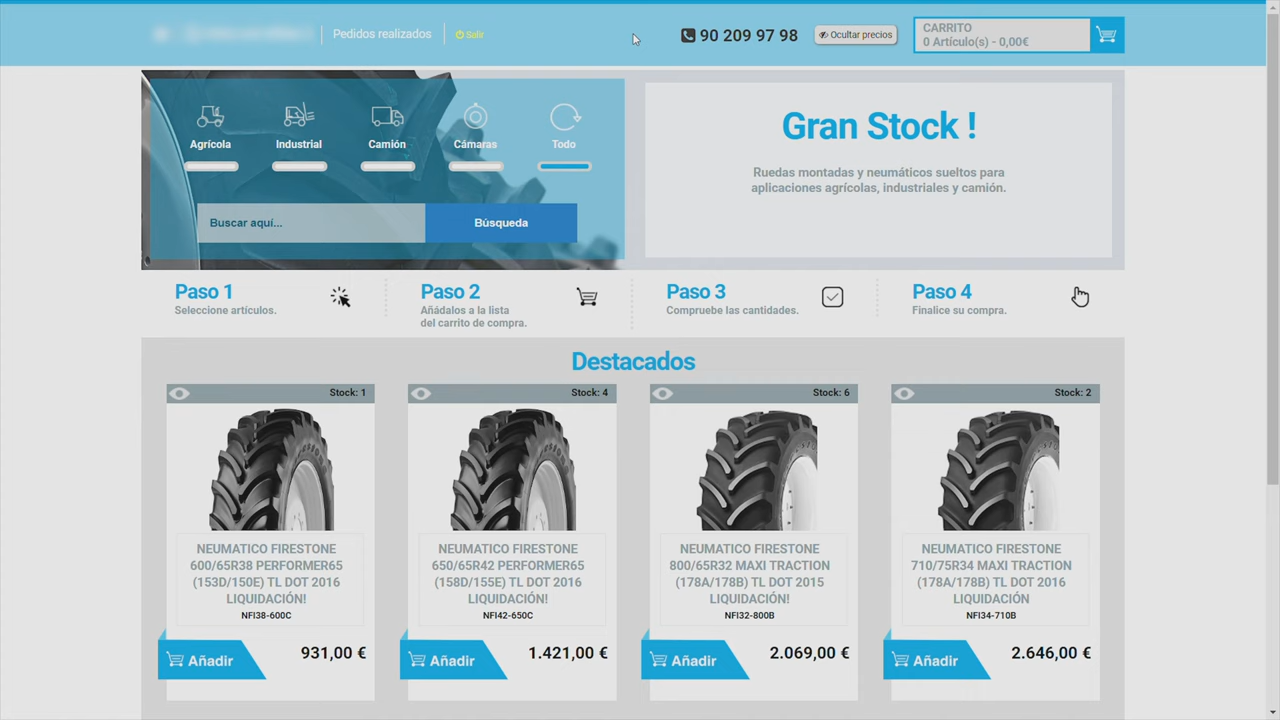 Pedidos realizados
Salir
90 209 97 98
Ocultar precios
CARRITO
0 Artículo(s) - 0,00€
Agrícola
Industrial
Camión
Cámaras
Todo
Buscar aquí...
Búsqueda
Gran Stock !
Ruedas montadas y neumáticos sueltos para
aplicaciones agrícolas, industriales y camión.
Paso 1
Seleccione artículos.
Paso 2
Añádalos a la lista
del carrito de compra.
Paso 3
Compruebe las cantidades.
Paso 4
Finalice su compra.
Destacados
Stock: 1
NEUMATICO FIRESTONE
600/65R38 PERFORMER65
(153D/150E) TL DOT 2016
LIQUIDACIÓN!
NFI38-600C
Añadir
931,00 €
Stock: 4
NEUMATICO FIRESTONE
650/65R42 PERFORMER65
(158D/155E) TL DOT 2016
LIQUIDACIÓN!
NFI42-650C
Añadir
1.421,00 €
Stock: 6
NEUMATICO FIRESTONE
800/65R32 MAXI TRACTION
(178A/178B) TL DOT 2015
LIQUIDACIÓN!
NFI32-800B
Añadir
2.069,00 €
Stock: 2
NEUMATICO FIRESTONE
710/75R34 MAXI TRACTION
(178A/178B) TL DOT 2016
LIQUIDACIÓN
NFI34-710B
Añadir
2.646,00 €